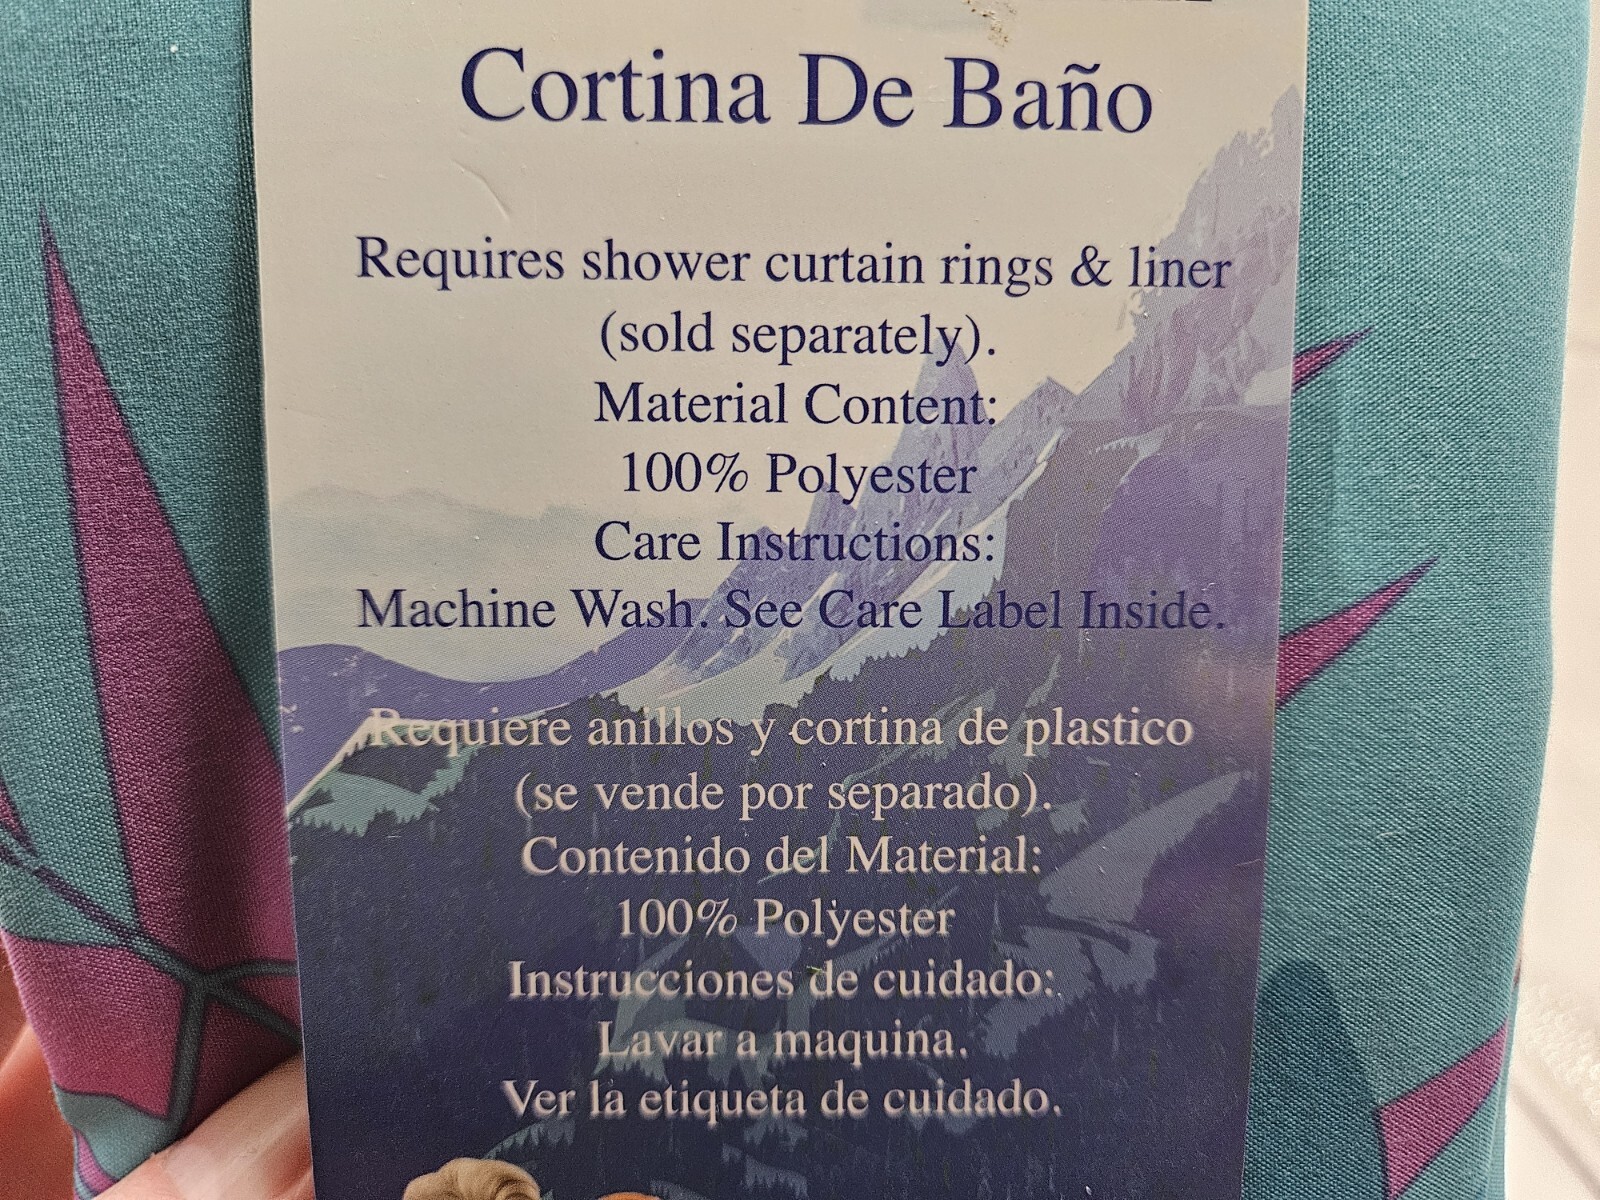 Cortina De Baño
Requires shower curtain rings & liner
(sold separately).
Material Content:
100% Polyester
Care Instructions:
Machine Wash. See Care Label Inside.
Requiere anillos y cortina de plastico
(se vende por separado).
Contenido del Material:
100% Polyester
Instrucciones de cuidado:
Lavar a maquina.
Ver la etiqueta de cuidado.